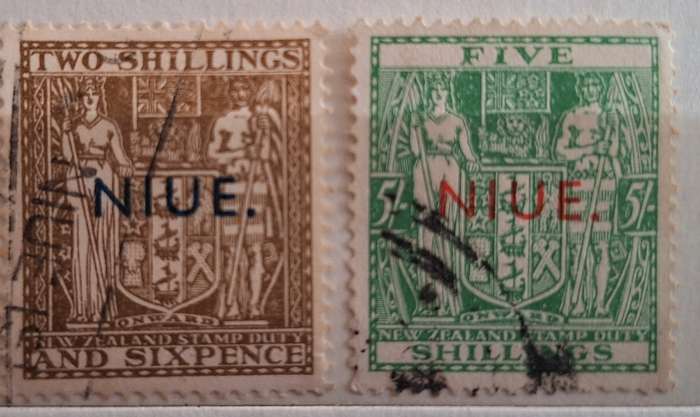 TWO SHILLINGS
NIUE.
ONWARD
NEW ZEALAND STAMP DUTY
AND SIXPENCE
FIVE
5/- 5/-
NIUE.
ONWARD
NEW ZEALAND STAMP DUTY
SHILLINGS